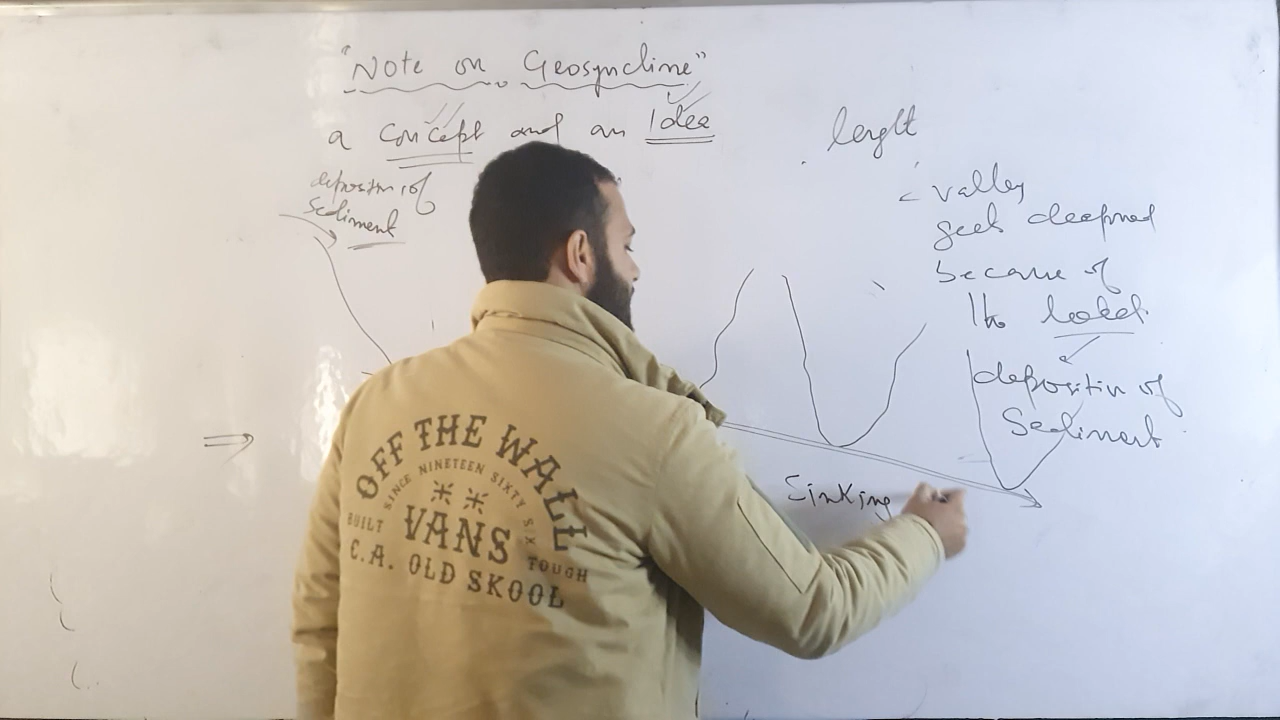 "Note on Geosyncline"
a concept and an Idea
deposition of
Sediment
length
valley
gets deepned
because of
the load
deposition of
Sediment
Sinking
OFF THE WALL
SINCE NINETEEN SIXTY SIX
BUILT TOUGH
VANS
C.A. OLD SKOOL